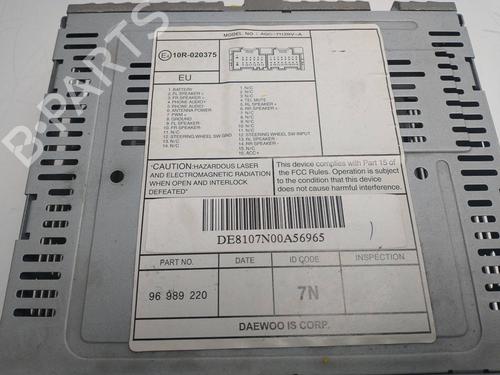 MODEL NO : AGC-7112RV-A
10R-020375
EU
1. BATTERY
2. RL SPEAKER+
3. FR SPEAKER+
4. PHONE AUDIO+
5. PHONE AUDIO-
6. ANTENNA POWER
7. PWM+
8. GROUND
9. FL SPEAKER-
10. FR SPEAKER-
11. N/C
12. STEERING WHEEL SW GRD
13. N/C
14. N/C
1. N/C
2. N/C
3. N/C
4. TEL MUTE
5. RL SPEAKER+
6. RR SPEAKER+
7. N/C
8. N/C
9. N/C
10. N/C
11. N/C
12. STEERING WHEEL SW INPUT
13. RL SPEAKER-
14. RR SPEAKER-
15. N/C
16. ACC+
*CAUTION:HAZARDOUS LASER
AND ELECTROMAGNETIC RADIATION
WHEN OPEN AND INTERLOCK
DEFEATED*
This device complies with Part 15 of
the FCC Rules. Operation is subject
to the condition that this device
does not cause harmful interference.
DE8107N00A56965
PART NO. DATE ID CODE INSPECTION
96 989 220 7N
DAEWOO IS CORP.
B-PARTS